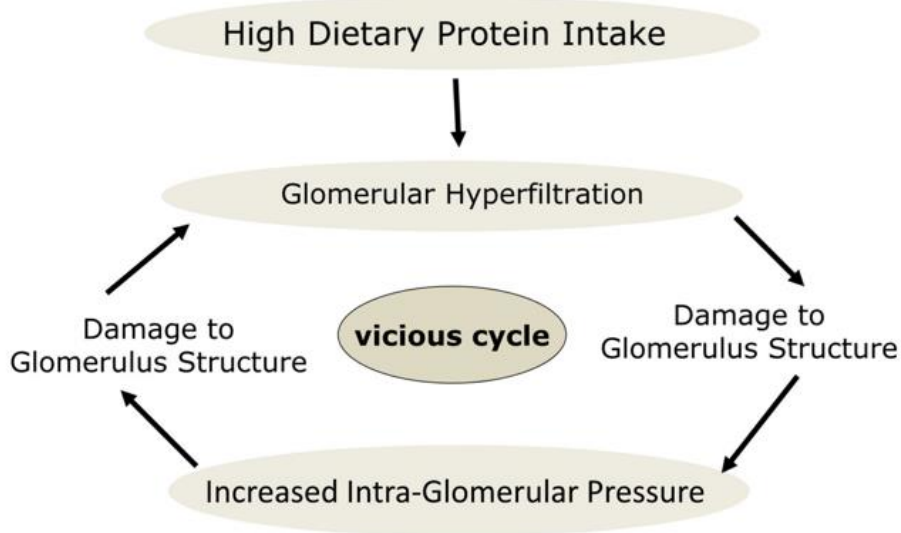 High Dietary Protein Intake
Glomerular Hyperfiltration
Damage to
Glomerulus Structure
vicious cycle
Damage to
Glomerulus Structure
Increased Intra-Glomerular Pressure